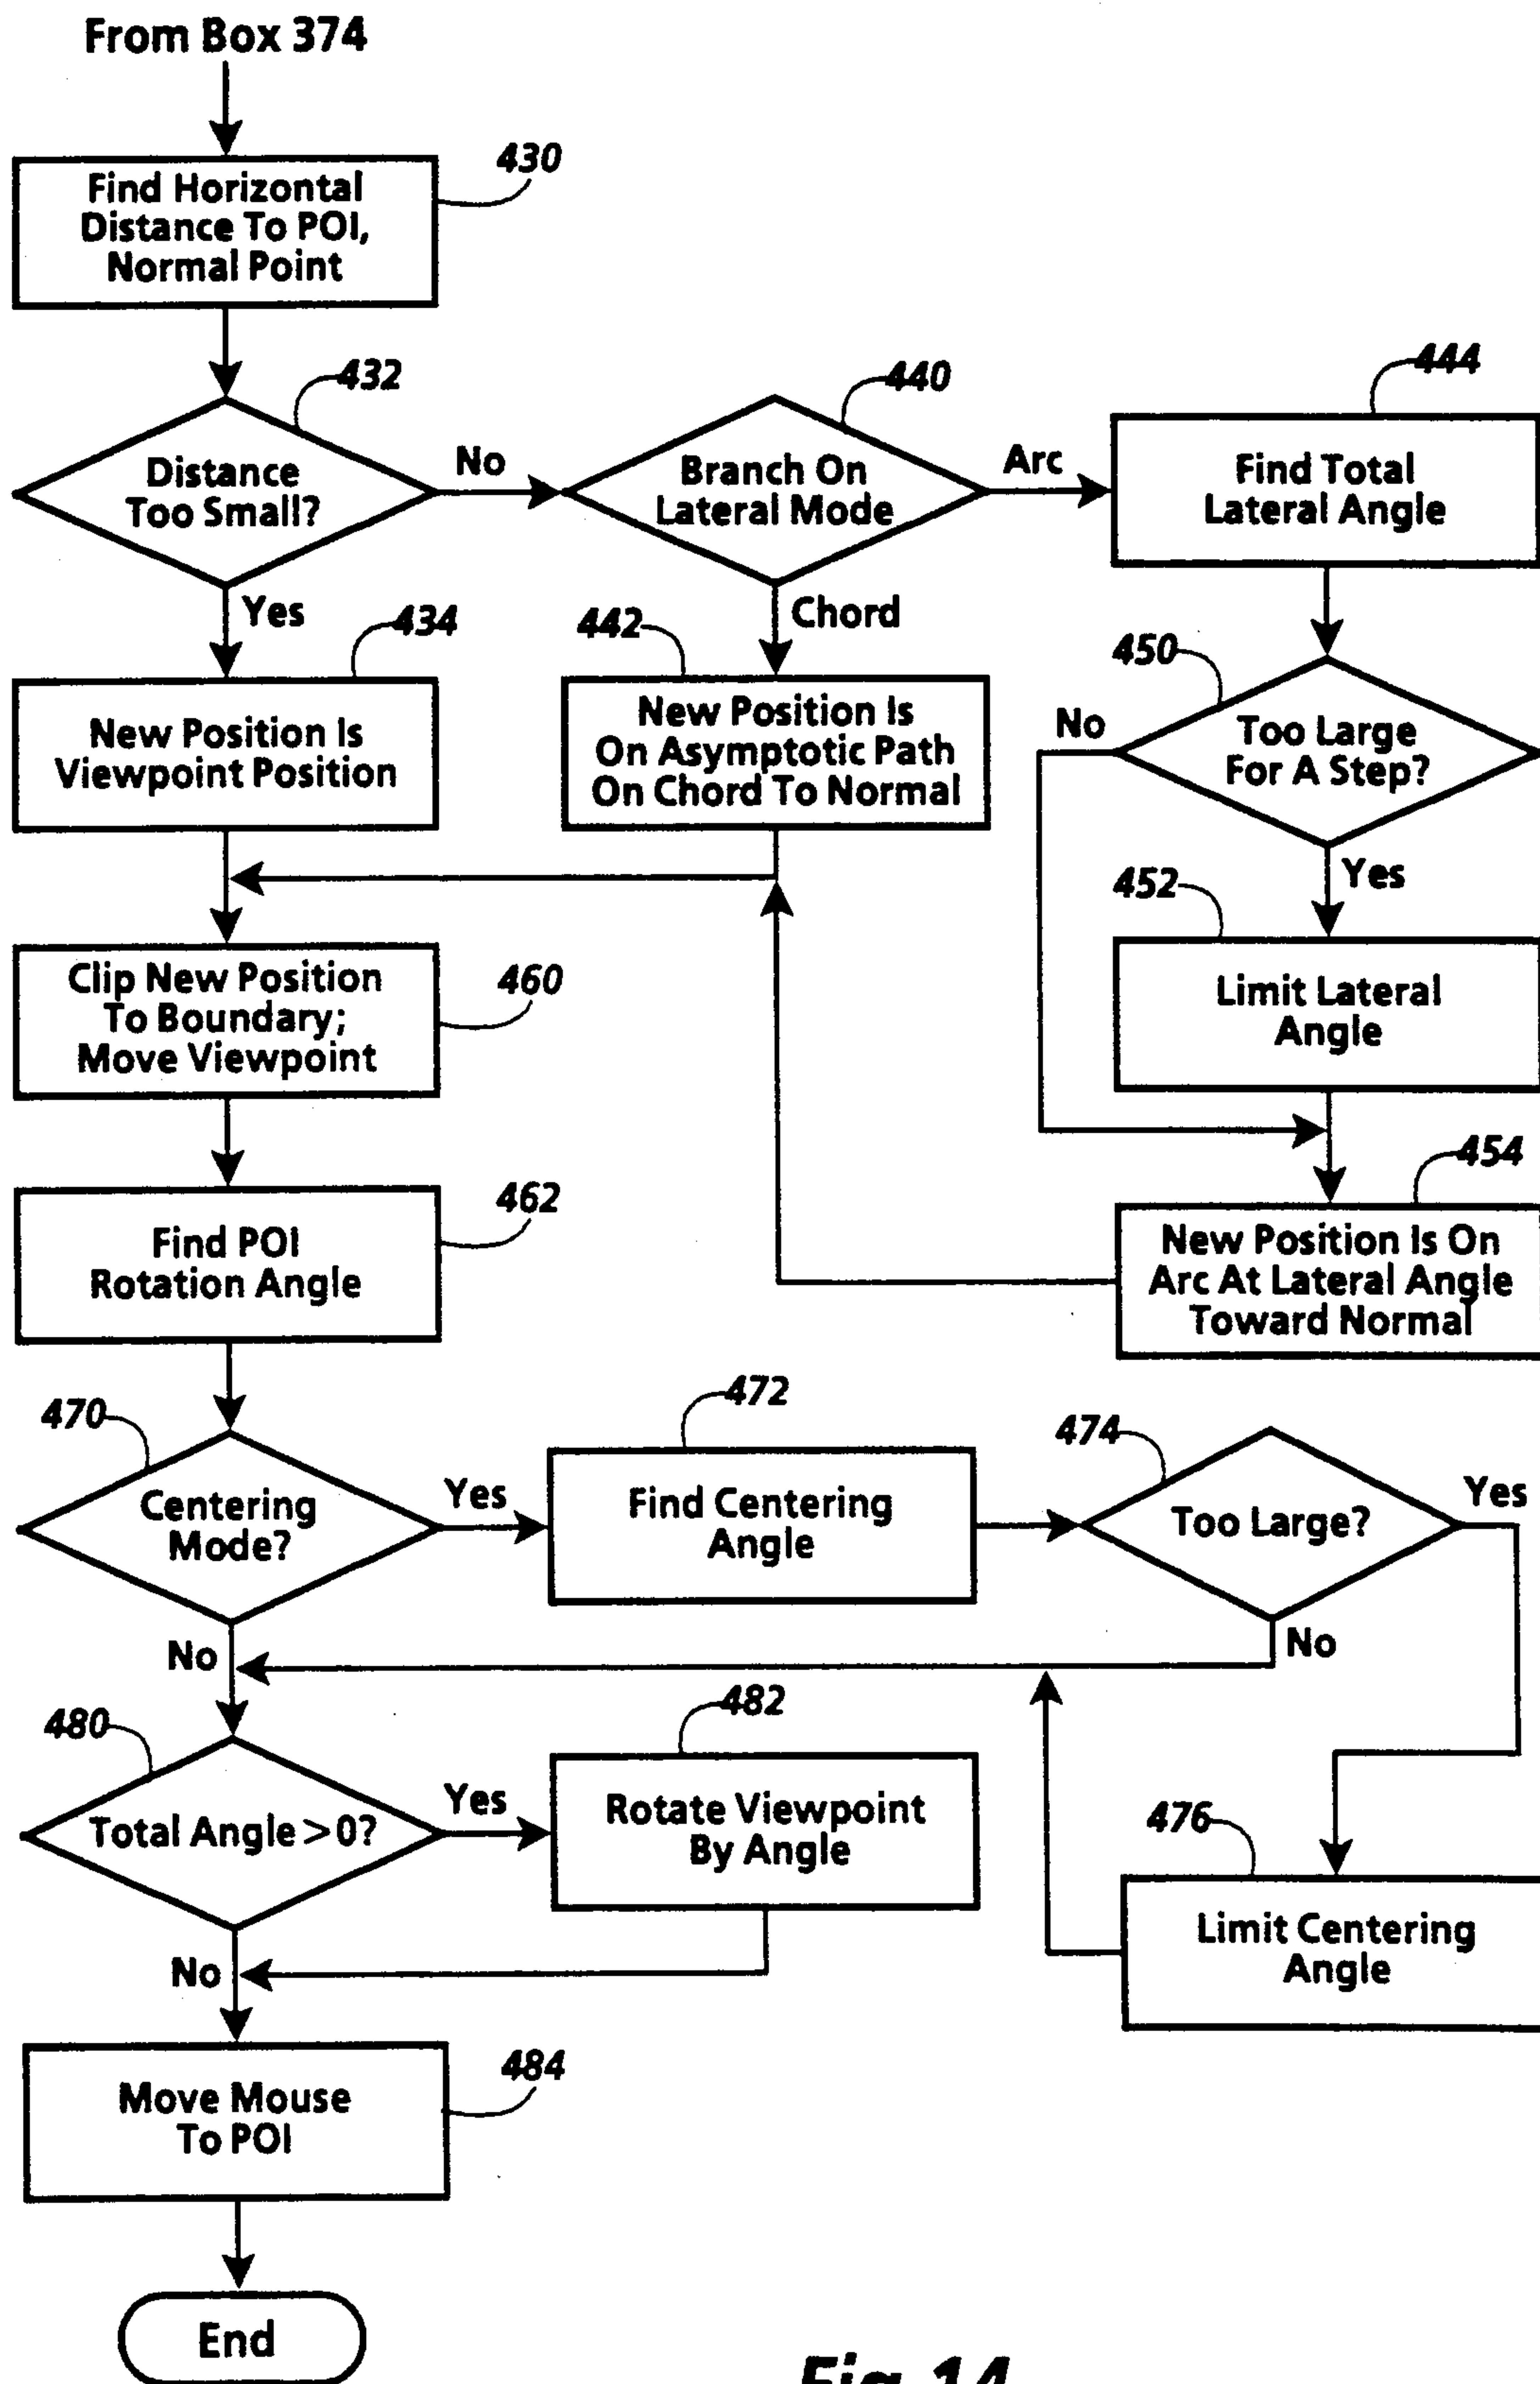 From Box 374
430
Find Horizontal
Distance To POI,
Normal Point
432
Distance
Too Small?
No
440
Branch On
Lateral Mode
Arc
444
Find Total
Lateral Angle
Yes
434
New Position Is
Viewpoint Position
442
Chord
New Position Is
On Asymptotic Path
On Chord To Normal
450
No
Too Large
For A Step?
Yes
452
Limit Lateral
Angle
454
New Position Is On
Arc At Lateral Angle
Toward Normal
460
Clip New Position
To Boundary;
Move Viewpoint
462
Find POI
Rotation Angle
470
Centering
Mode?
Yes
472
Find Centering
Angle
474
Too Large?
Yes
No
No
480
Total Angle > 0?
Yes
482
Rotate Viewpoint
By Angle
476
Limit Centering
Angle
No
484
Move Mouse
To POI
End
Fig. 14